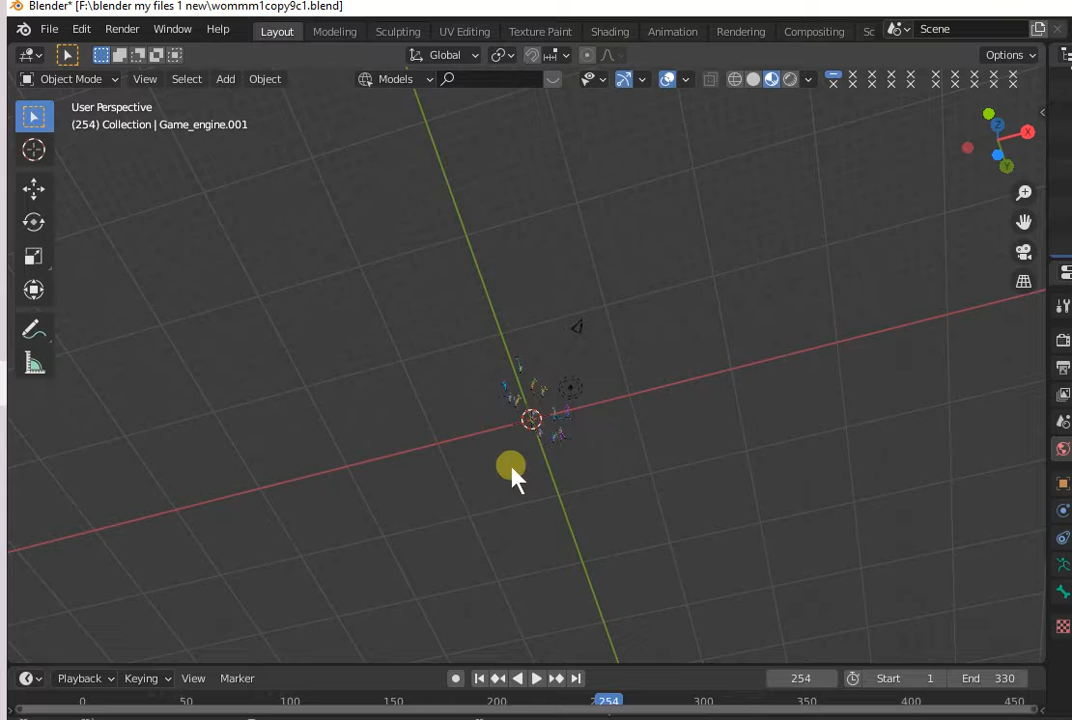 Blender* [F:\blender my files 1 new\wommm1copy9c1.blend]
File Edit Render Window Help Layout Modeling Sculpting UV Editing Texture Paint Shading Animation Rendering Compositing Sc Scene
Global Options
Object Mode View Select Add Object Models
User Perspective
(254) Collection | Game_engine.001
X
Y
Z
Playback Keying View Marker 254 Start 1 End 330
0 50 100 150 200 254 300 350 400 450